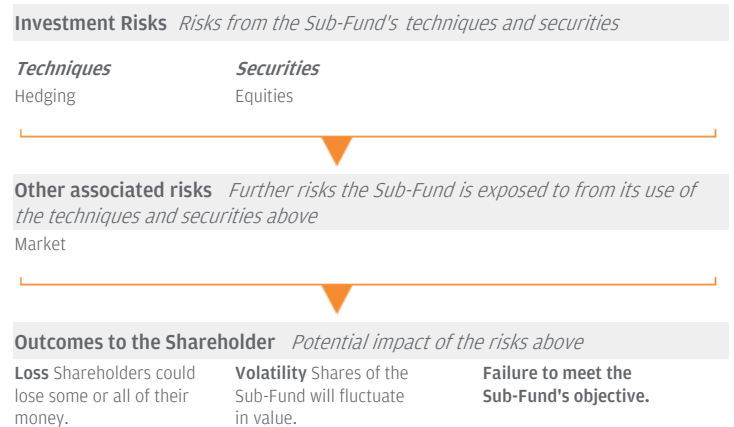 Investment Risks Risks from the Sub-Fund's techniques and securities
Techniques Securities
Hedging Equities
Other associated risks Further risks the Sub-Fund is exposed to from its use of
the techniques and securities above
Market
Outcomes to the Shareholder Potential impact of the risks above
Loss Shareholders could
lose some or all of their
money.
Volatility Shares of the
Sub-Fund will fluctuate
in value.
Failure to meet the
Sub-Fund's objective.